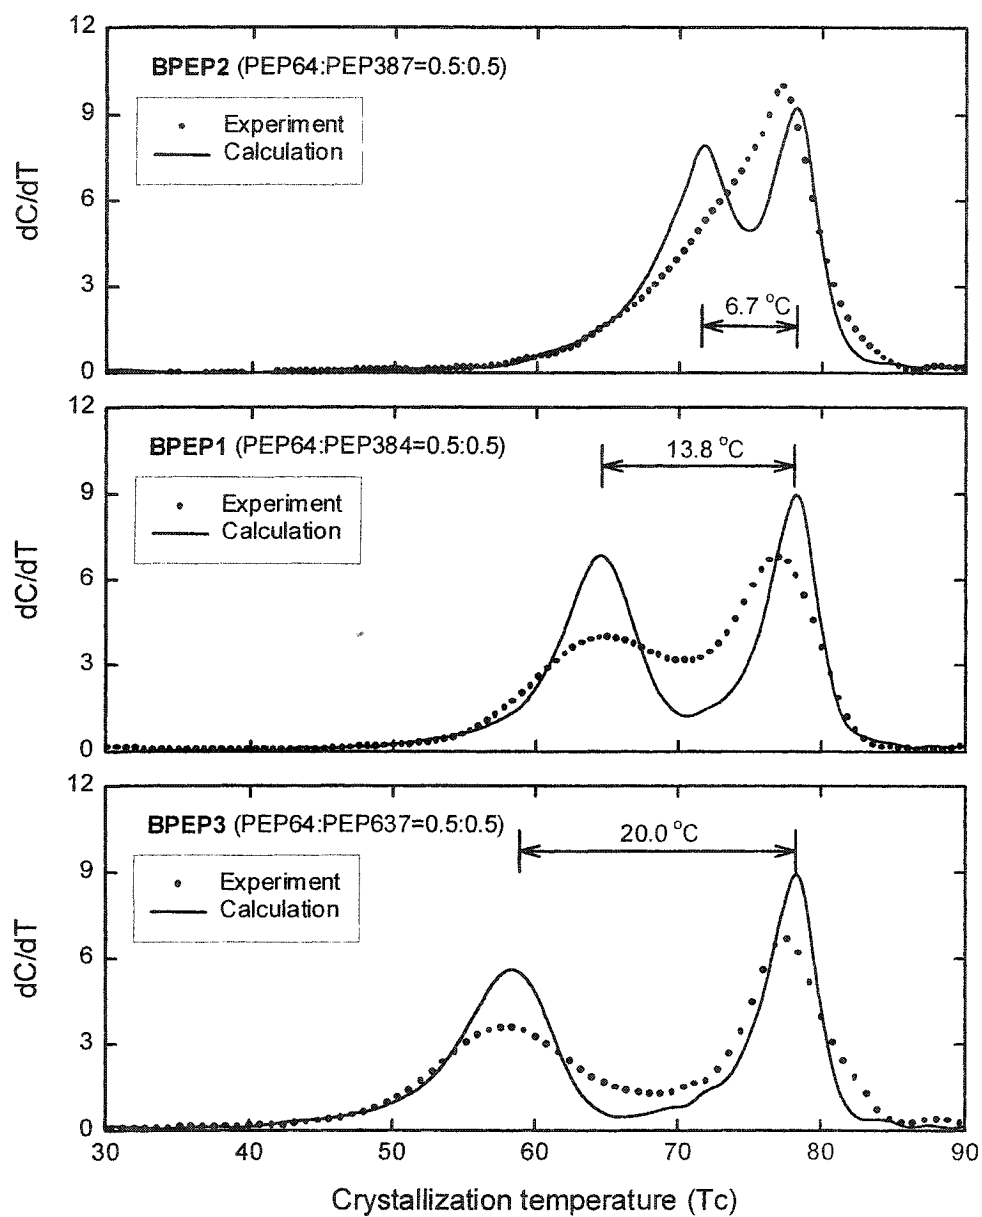 12
9
6
3
0
dC/dT
BPEP2 (PEP64:PEP387=0.5:0.5)
Experiment
Calculation
6.7 °C
12
9
6
3
0
dC/dT
BPEP1 (PEP64:PEP384=0.5:0.5)
Experiment
Calculation
13.8 °C
12
9
6
3
0
dC/dT
BPEP3 (PEP64:PEP637=0.5:0.5)
Experiment
Calculation
20.0 °C
30 40 50 60 70 80 90
Crystallization temperature (Tc)